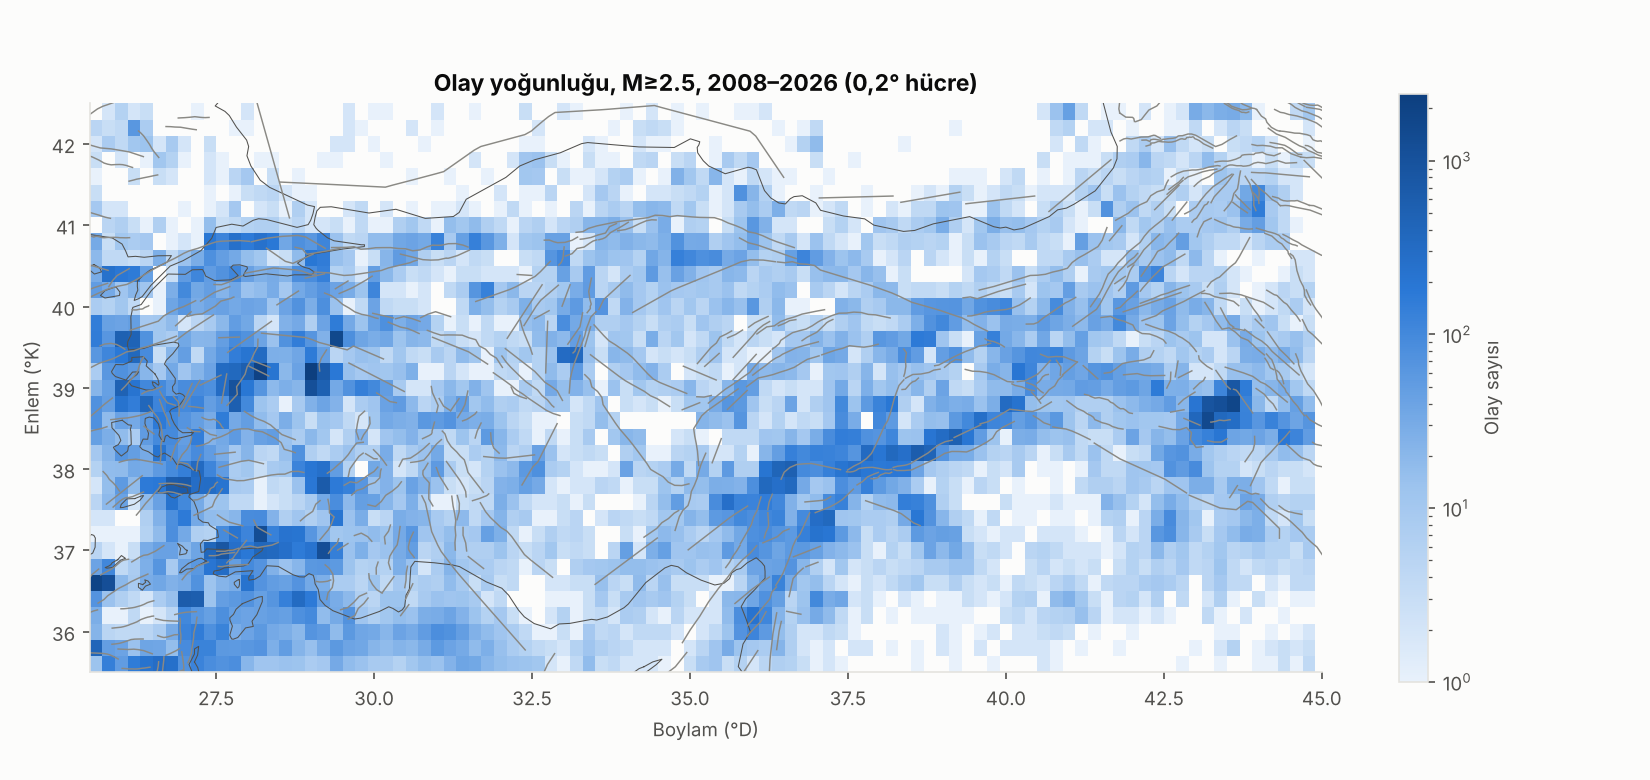 Olay yoğunluğu, M≥2.5, 2008–2026 (0,2° hücre)
42
41
40
39
38
37
36
Enlem (°K)
27.5 30.0 32.5 35.0 37.5 40.0 42.5 45.0
Boylam (°D)
10³
10²
10¹
10⁰
Olay sayısı